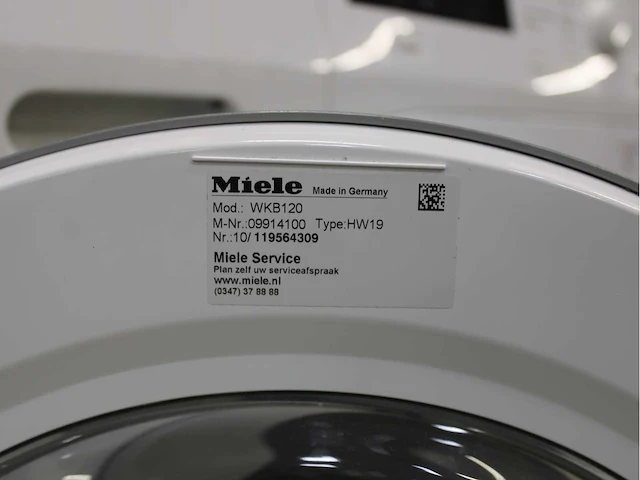 Miele Made in Germany
Mod.: WKB120
M-Nr.:09914100 Type:HW19
Nr.:10/ 119564309
Miele Service
Plan zelf uw serviceafspraak
www.miele.nl
(0347) 37 88 88